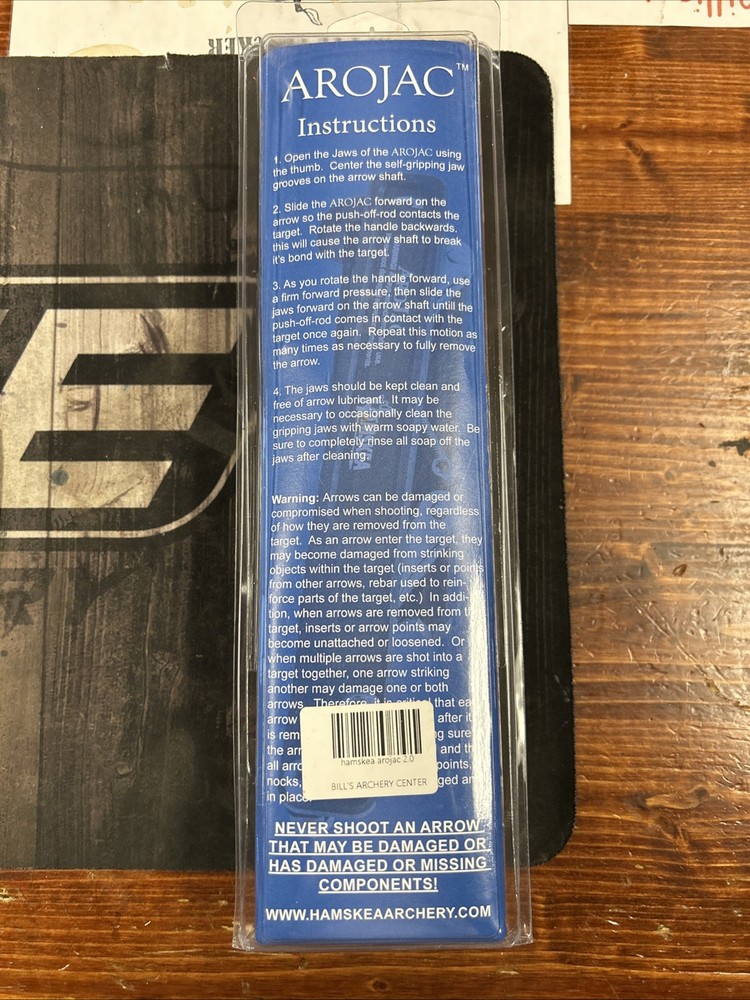 AROJAC™
Instructions
1. Open the Jaws of the AROJAC using
the thumb. Center the self-gripping jaw
grooves on the arrow shaft.
2. Slide the AROJAC forward on the
arrow so the push-off-rod contacts the
target. Rotate the handle backwards.
this will cause the arrow shaft to break
it's bond with the target.
3. As you rotate the handle forward, use
a firm forward pressure, then slide the
jaws forward on the arrow shaft untill the
push-off-rod comes in contact with the
target once again. Repeat this motion as
many times as necessary to fully remove
the arrow.
4. The jaws should be kept clean and
free of arrow lubricant. It may be
necessary to occasionally clean the
gripping jaws with warm soapy water. Be
sure to completely rinse all soap off the
jaws after cleaning.
Warning: Arrows can be damaged or
compromised when shooting, regardless
of how they are removed from the
target. As an arrow enter the target, they
may become damaged from strinking
objects within the target (inserts or points
from other arrows, rebar used to rein-
force parts of the target, etc.) In addi-
tion, when arrows are removed from
target, inserts or arrow points may
become unattached or loosened. Or
when multiple arrows are shot into a
target together, one arrow striking
another may damage one or both
arrows. Therefore, it is critical that
arrow after it
is sure
the and
all points,
nocks,
in place.
hamskea arojac 2.0
BILL'S ARCHERY CENTER
NEVER SHOOT AN ARROW
THAT MAY BE DAMAGED OR
HAS DAMAGED OR MISSING
COMPONENTS!
WWW.HAMSKEAARCHERY.COM